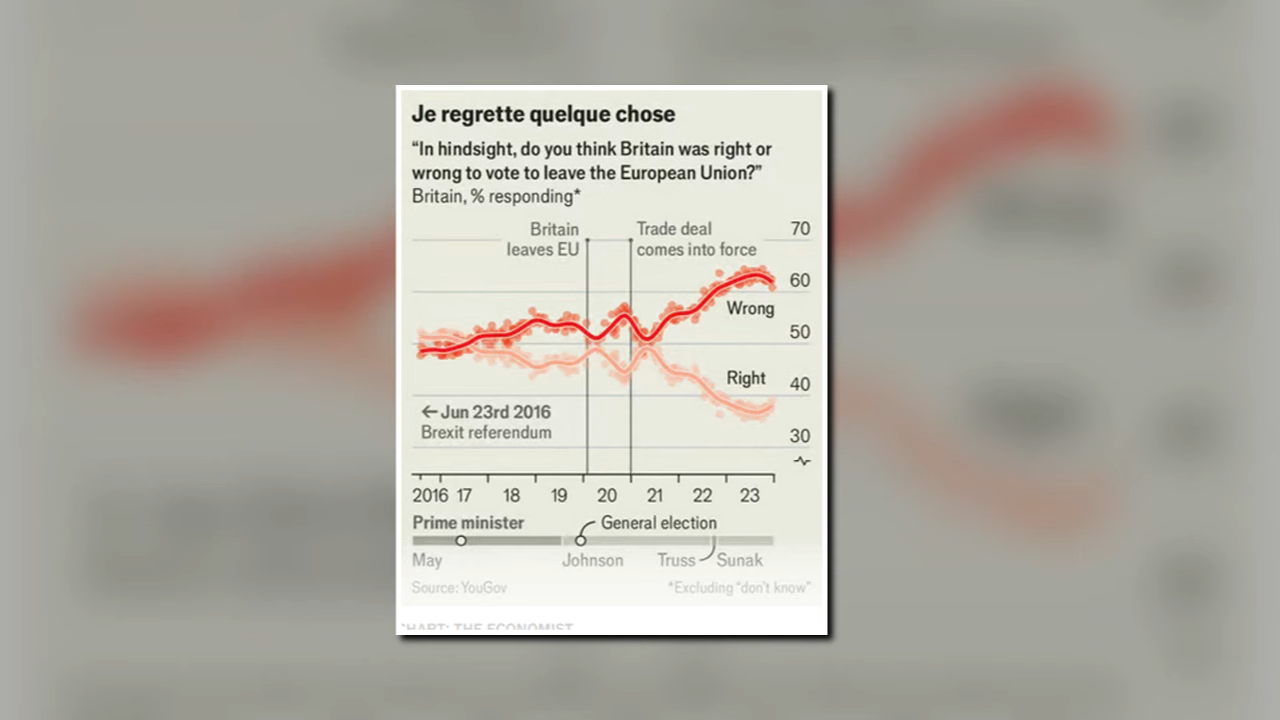 Je regrette quelque chose
“In hindsight, do you think Britain was right or
wrong to vote to leave the European Union?”
Britain, % responding*
Britain
leaves EU
Trade deal
comes into force
70
60
Wrong
50
Right
40
←Jun 23rd 2016
Brexit referendum
30
2016 17 18 19 20 21 22 23
Prime minister
General election
May
Johnson
Truss
Sunak
Source: YouGov
*Excluding “don’t know”
CHART: THE ECONOMIST